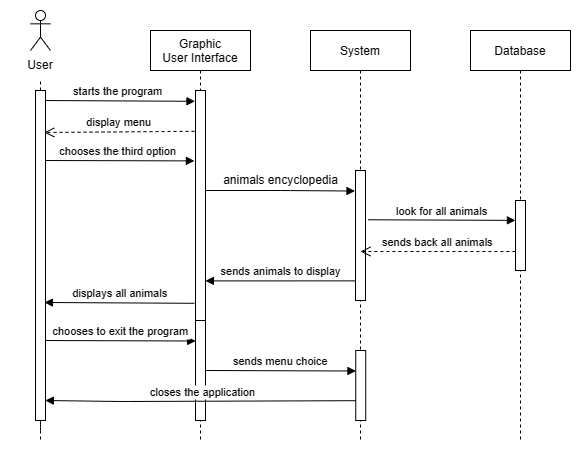 User
Graphic
User Interface
System
Database
starts the program
display menu
chooses the third option
animals encyclopedia
look for all animals
sends back all animals
sends animals to display
displays all animals
chooses to exit the program
sends menu choice
closes the application